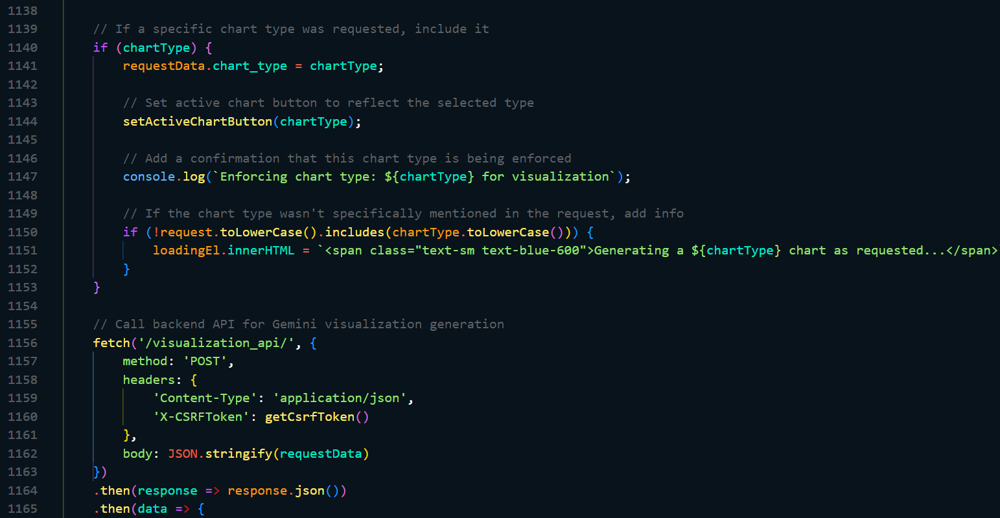 1138
1139 // If a specific chart type was requested, include it
1140 if (chartType) {
1141 requestData.chart_type = chartType;
1142
1143 // Set active chart button to reflect the selected type
1144 setActiveChartButton(chartType);
1145
1146 // Add a confirmation that this chart type is being enforced
1147 console.log(`Enforcing chart type: ${chartType} for visualization`);
1148
1149 // If the chart type wasn't specifically mentioned in the request, add info
1150 if (!request.toLowerCase().includes(chartType.toLowerCase())) {
1151 loadingEl.innerHTML = `<span class="text-sm text-blue-600">Generating a ${chartType} chart as requested...</span>
1152 }
1153 }
1154
1155 // Call backend API for Gemini visualization generation
1156 fetch('/visualization_api/', {
1157 method: 'POST',
1158 headers: {
1159 'Content-Type': 'application/json',
1160 'X-CSRFToken': getCsrfToken()
1161 },
1162 body: JSON.stringify(requestData)
1163 })
1164 .then(response => response.json())
1165 .then(data => {